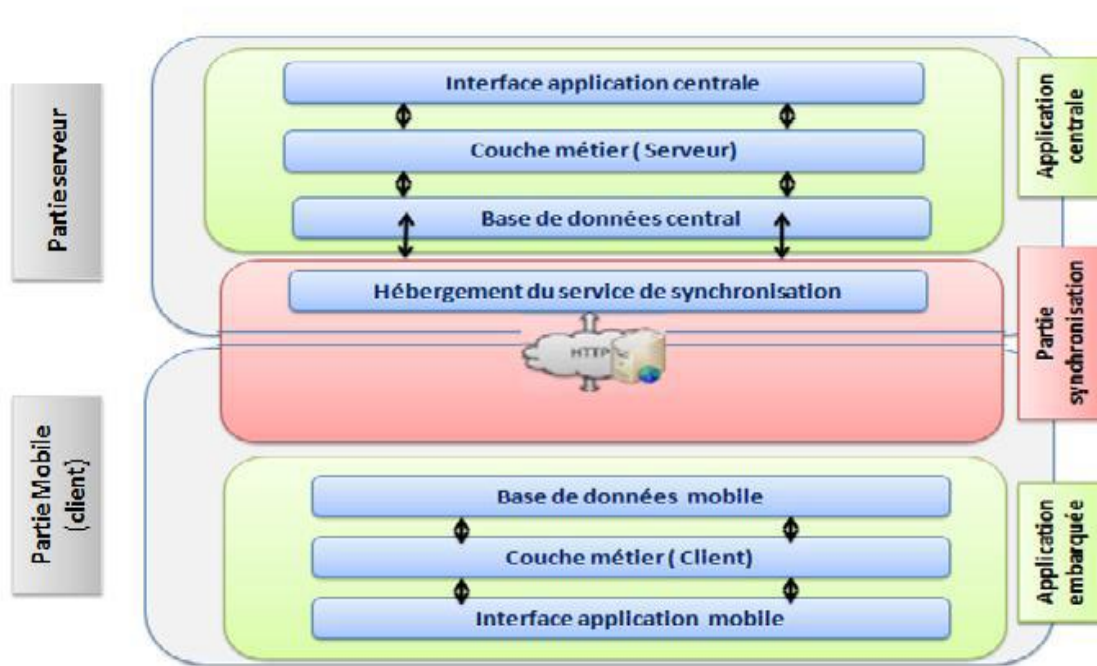 Partie serveur
Interface application centrale
Couche métier ( Serveur)
Base de données central
Application
centrale
Hébergement du service de synchronisation
HTTP
Partie
synchronisation
Partie Mobile
(client)
Base de données mobile
Couche métier ( Client)
Interface application mobile
Application
embarquée